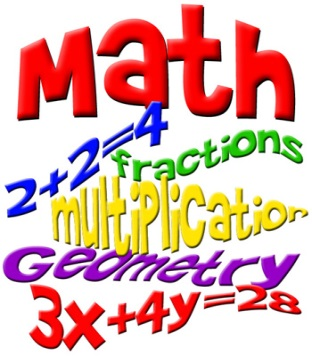 Math
2+2=4
fractions
multiplication
Geometry
3x+4y=28